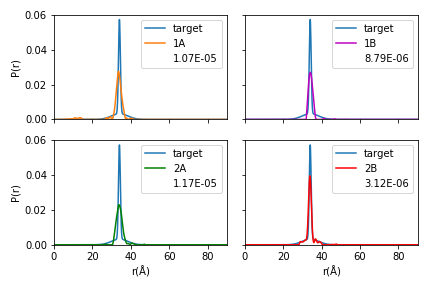 0.06
0.04
0.02
0.00
P(r)
target
1A
1.07E-05
target
1B
8.79E-06
0.06
0.04
0.02
0.00
P(r)
target
2A
1.17E-05
target
2B
3.12E-06
0 20 40 60 80
0 20 40 60 80
r(Å)
r(Å)